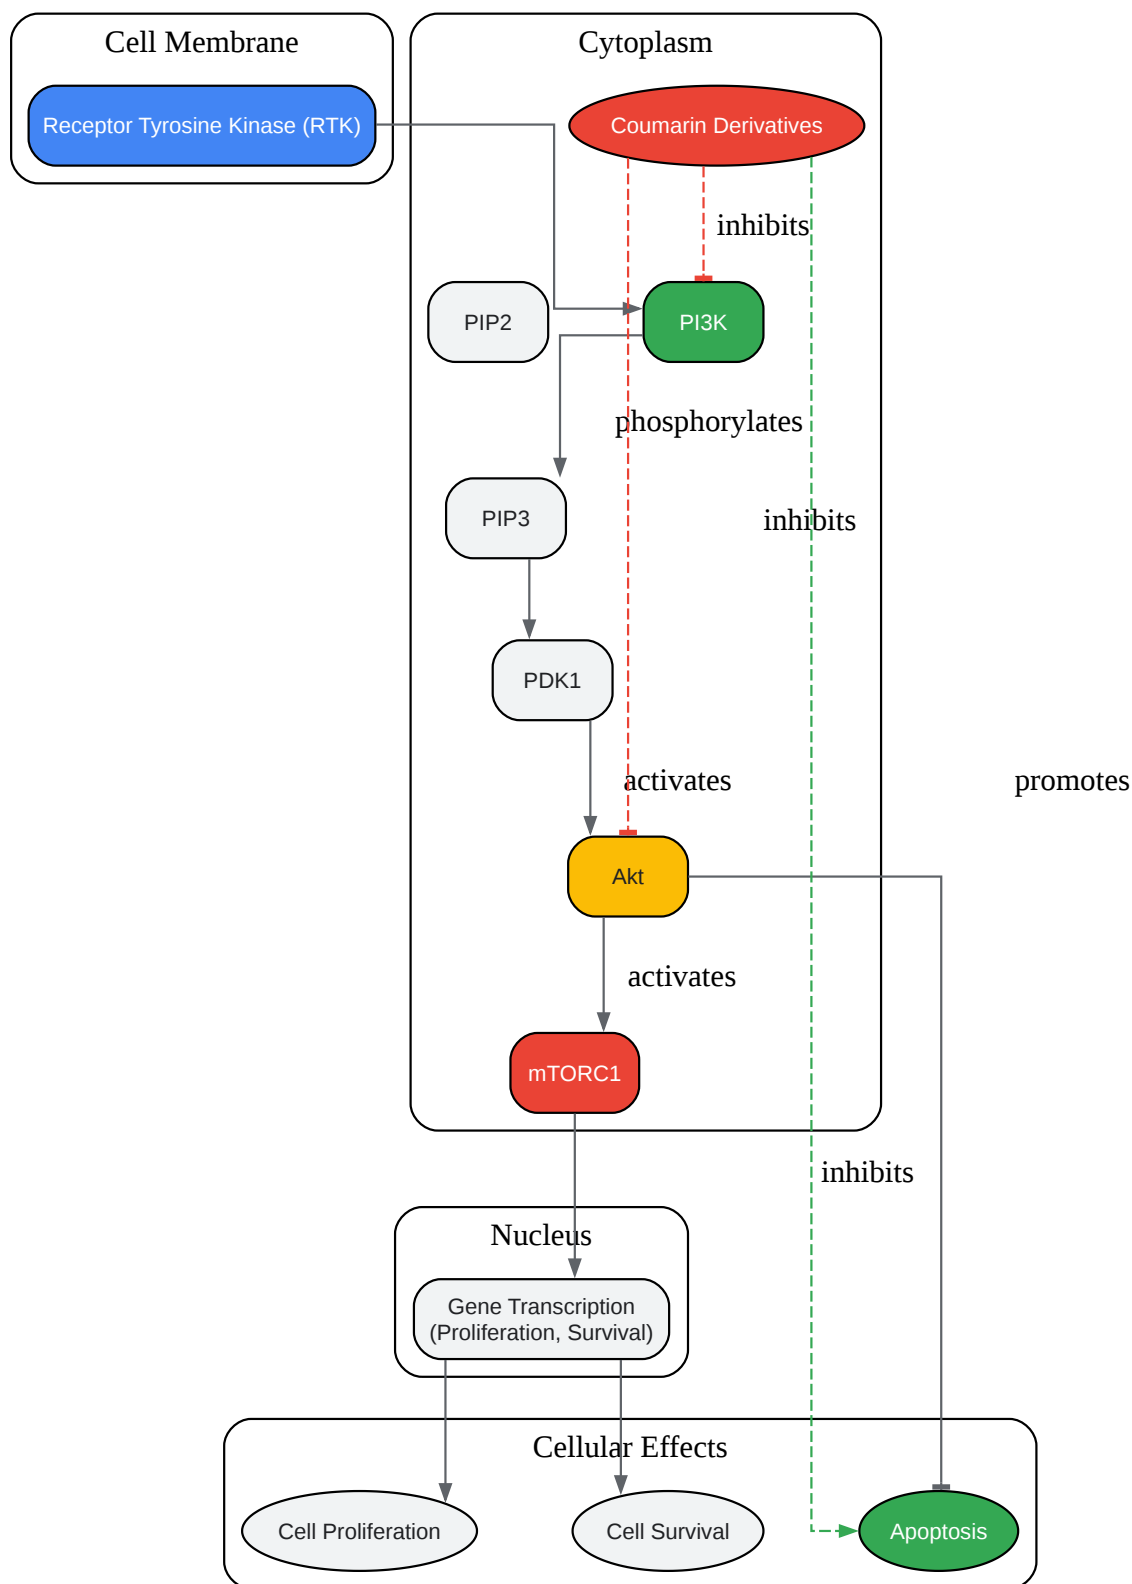 Cell Membrane
Cytoplasm
Receptor Tyrosine Kinase (RTK)
Coumarin Derivatives
inhibits
PIP2
PI3K
phosphorylates
PIP3
inhibits
PDK1
activates
promotes
Akt
activates
mTORC1
inhibits
Nucleus
Gene Transcription
(Proliferation, Survival)
Cellular Effects
Cell Proliferation
Cell Survival
Apoptosis